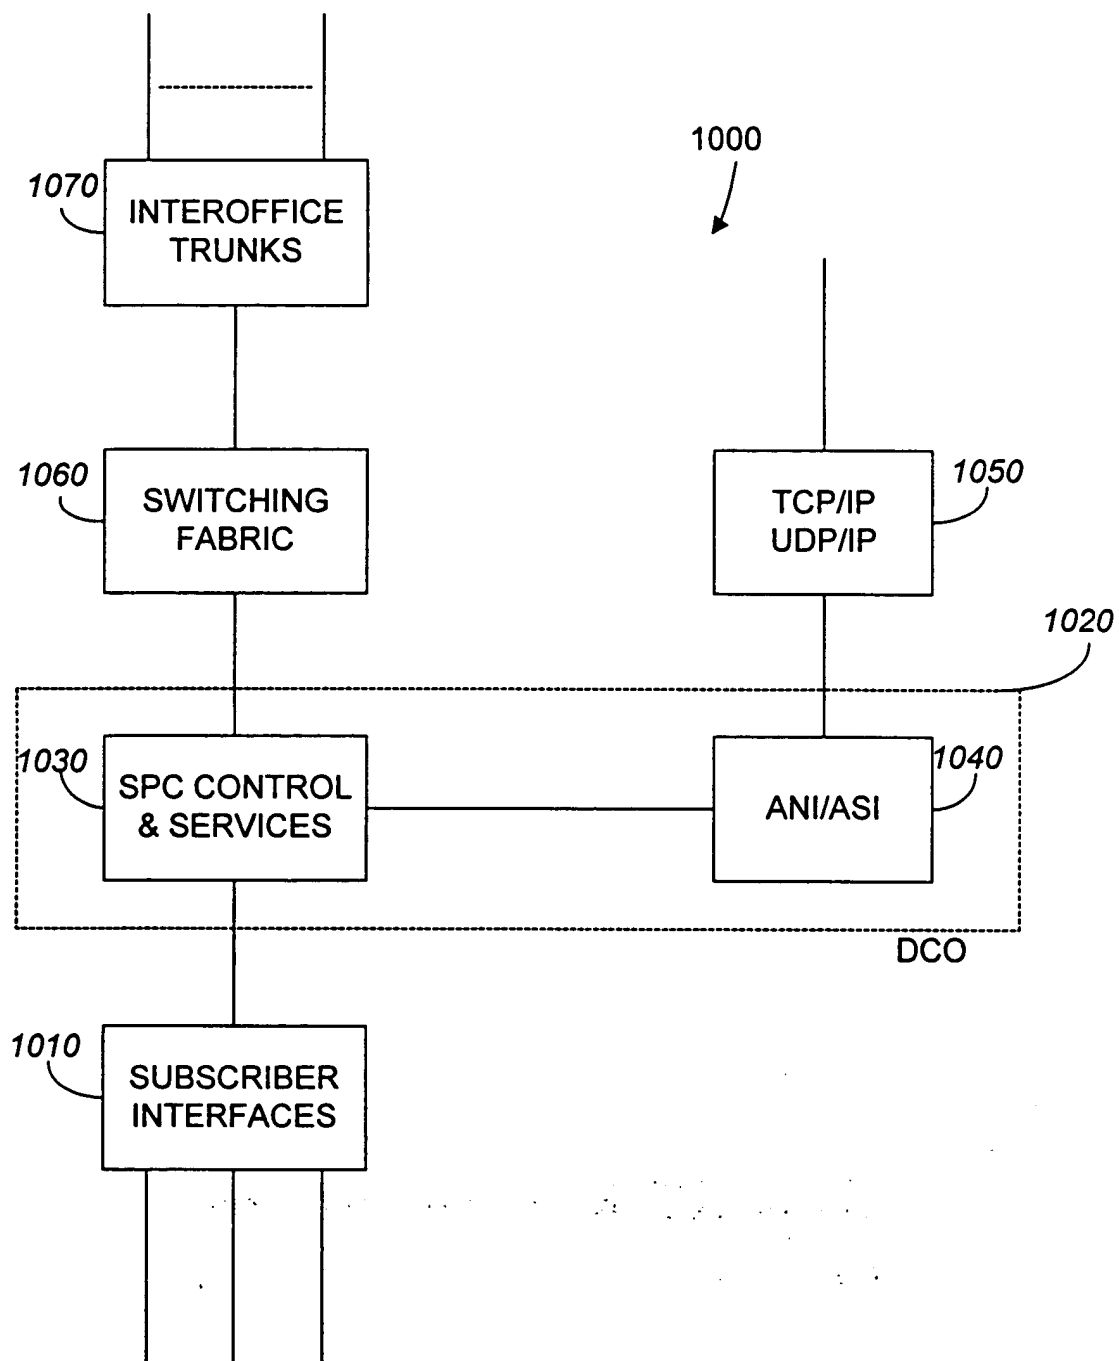 1000
1070
INTEROFFICE
TRUNKS
1060
SWITCHING
FABRIC
1050
TCP/IP
UDP/IP
1020
1030
SPC CONTROL
& SERVICES
1040
ANI/ASI
DCO
1010
SUBSCRIBER
INTERFACES